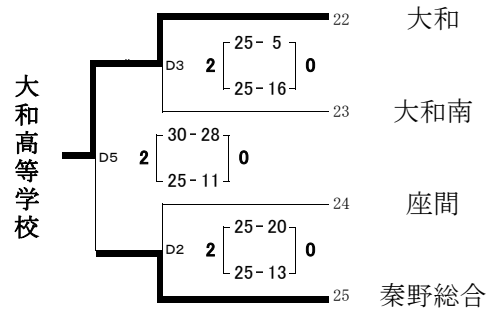 大和高等学校
22 大和
D3 2 25- 5 0
25-16
23 大和南
D5 2 30-28 0
25-11
24 座間
D2 2 25-20 0
25-13
25 秦野総合